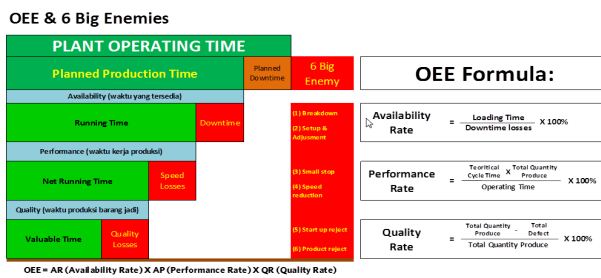 OEE & 6 Big Enemies
PLANT OPERATING TIME
Planned Production Time
Planned
Downtime
6 Big
Enemy
Availability (waktu yang tersedia)
Running Time
Downtime
Performance (waktu kerja produksi)
Net Running Time
Speed
Losses
Quality (waktu produksi barang jadi)
Valuable Time
Quality
Losses
(1) Breakdown
(2) Setup &
Adjusment
(3) Small stop
(4) Speed
reduction
(5) Start up reject
(6) Product reject
OEE = AR (Availability Rate) X AP (Performance Rate) X QR (Quality Rate)
OEE Formula:
Availability
Rate
=
Loading Time
Downtime losses
X 100%
Performance
Rate
=
Teoritical
Cycle Time
X
Total Quantity
Produce
Operating Time
X 100%
Quality
Rate
=
Total Quantity
Produce
-
Total
Defect
Total Quantity Produce
X 100%